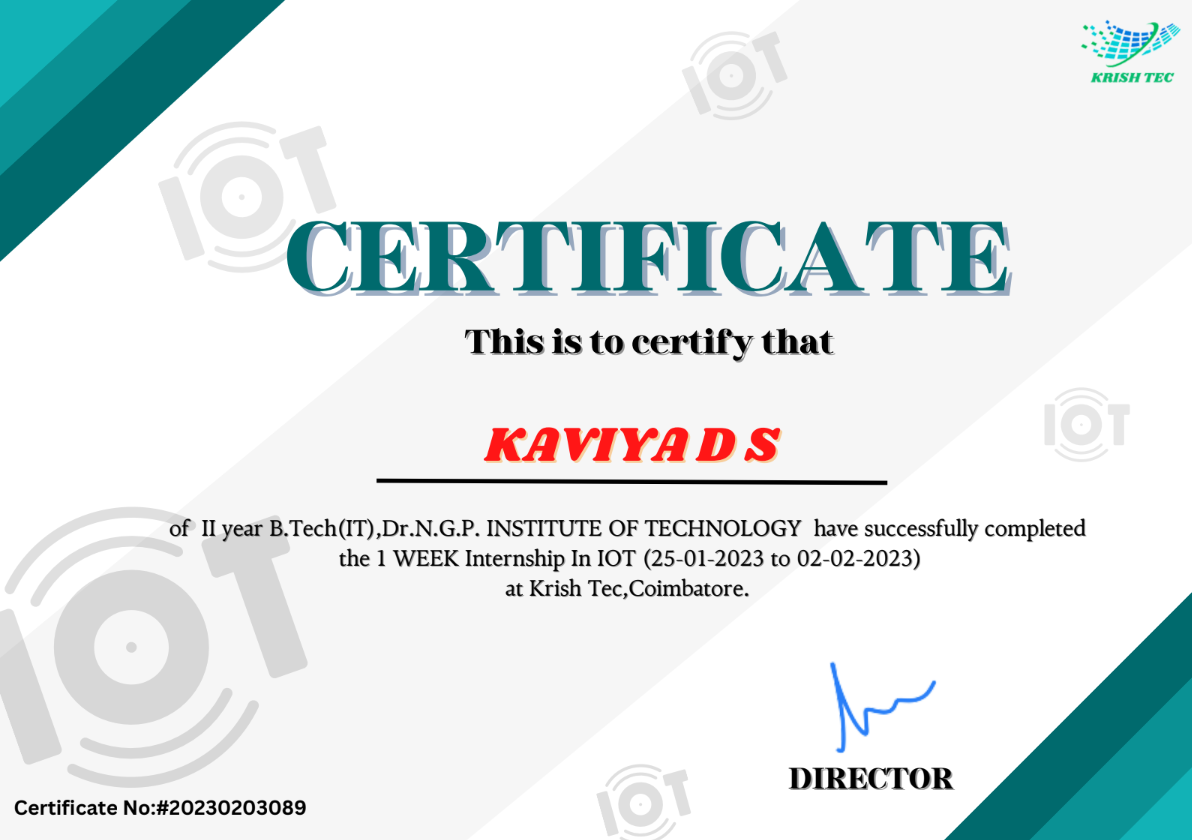 KRISH TEC
IOT
IOT
CERTIFICATE
This is to certify that
IOT
KAVIYA D S
of II year B.Tech(IT),Dr.N.G.P. INSTITUTE OF TECHNOLOGY have successfully completed
the 1 WEEK Internship In IOT (25-01-2023 to 02-02-2023)
at Krish Tec,Coimbatore.
IOT
DIRECTOR
IOT
Certificate No:#20230203089